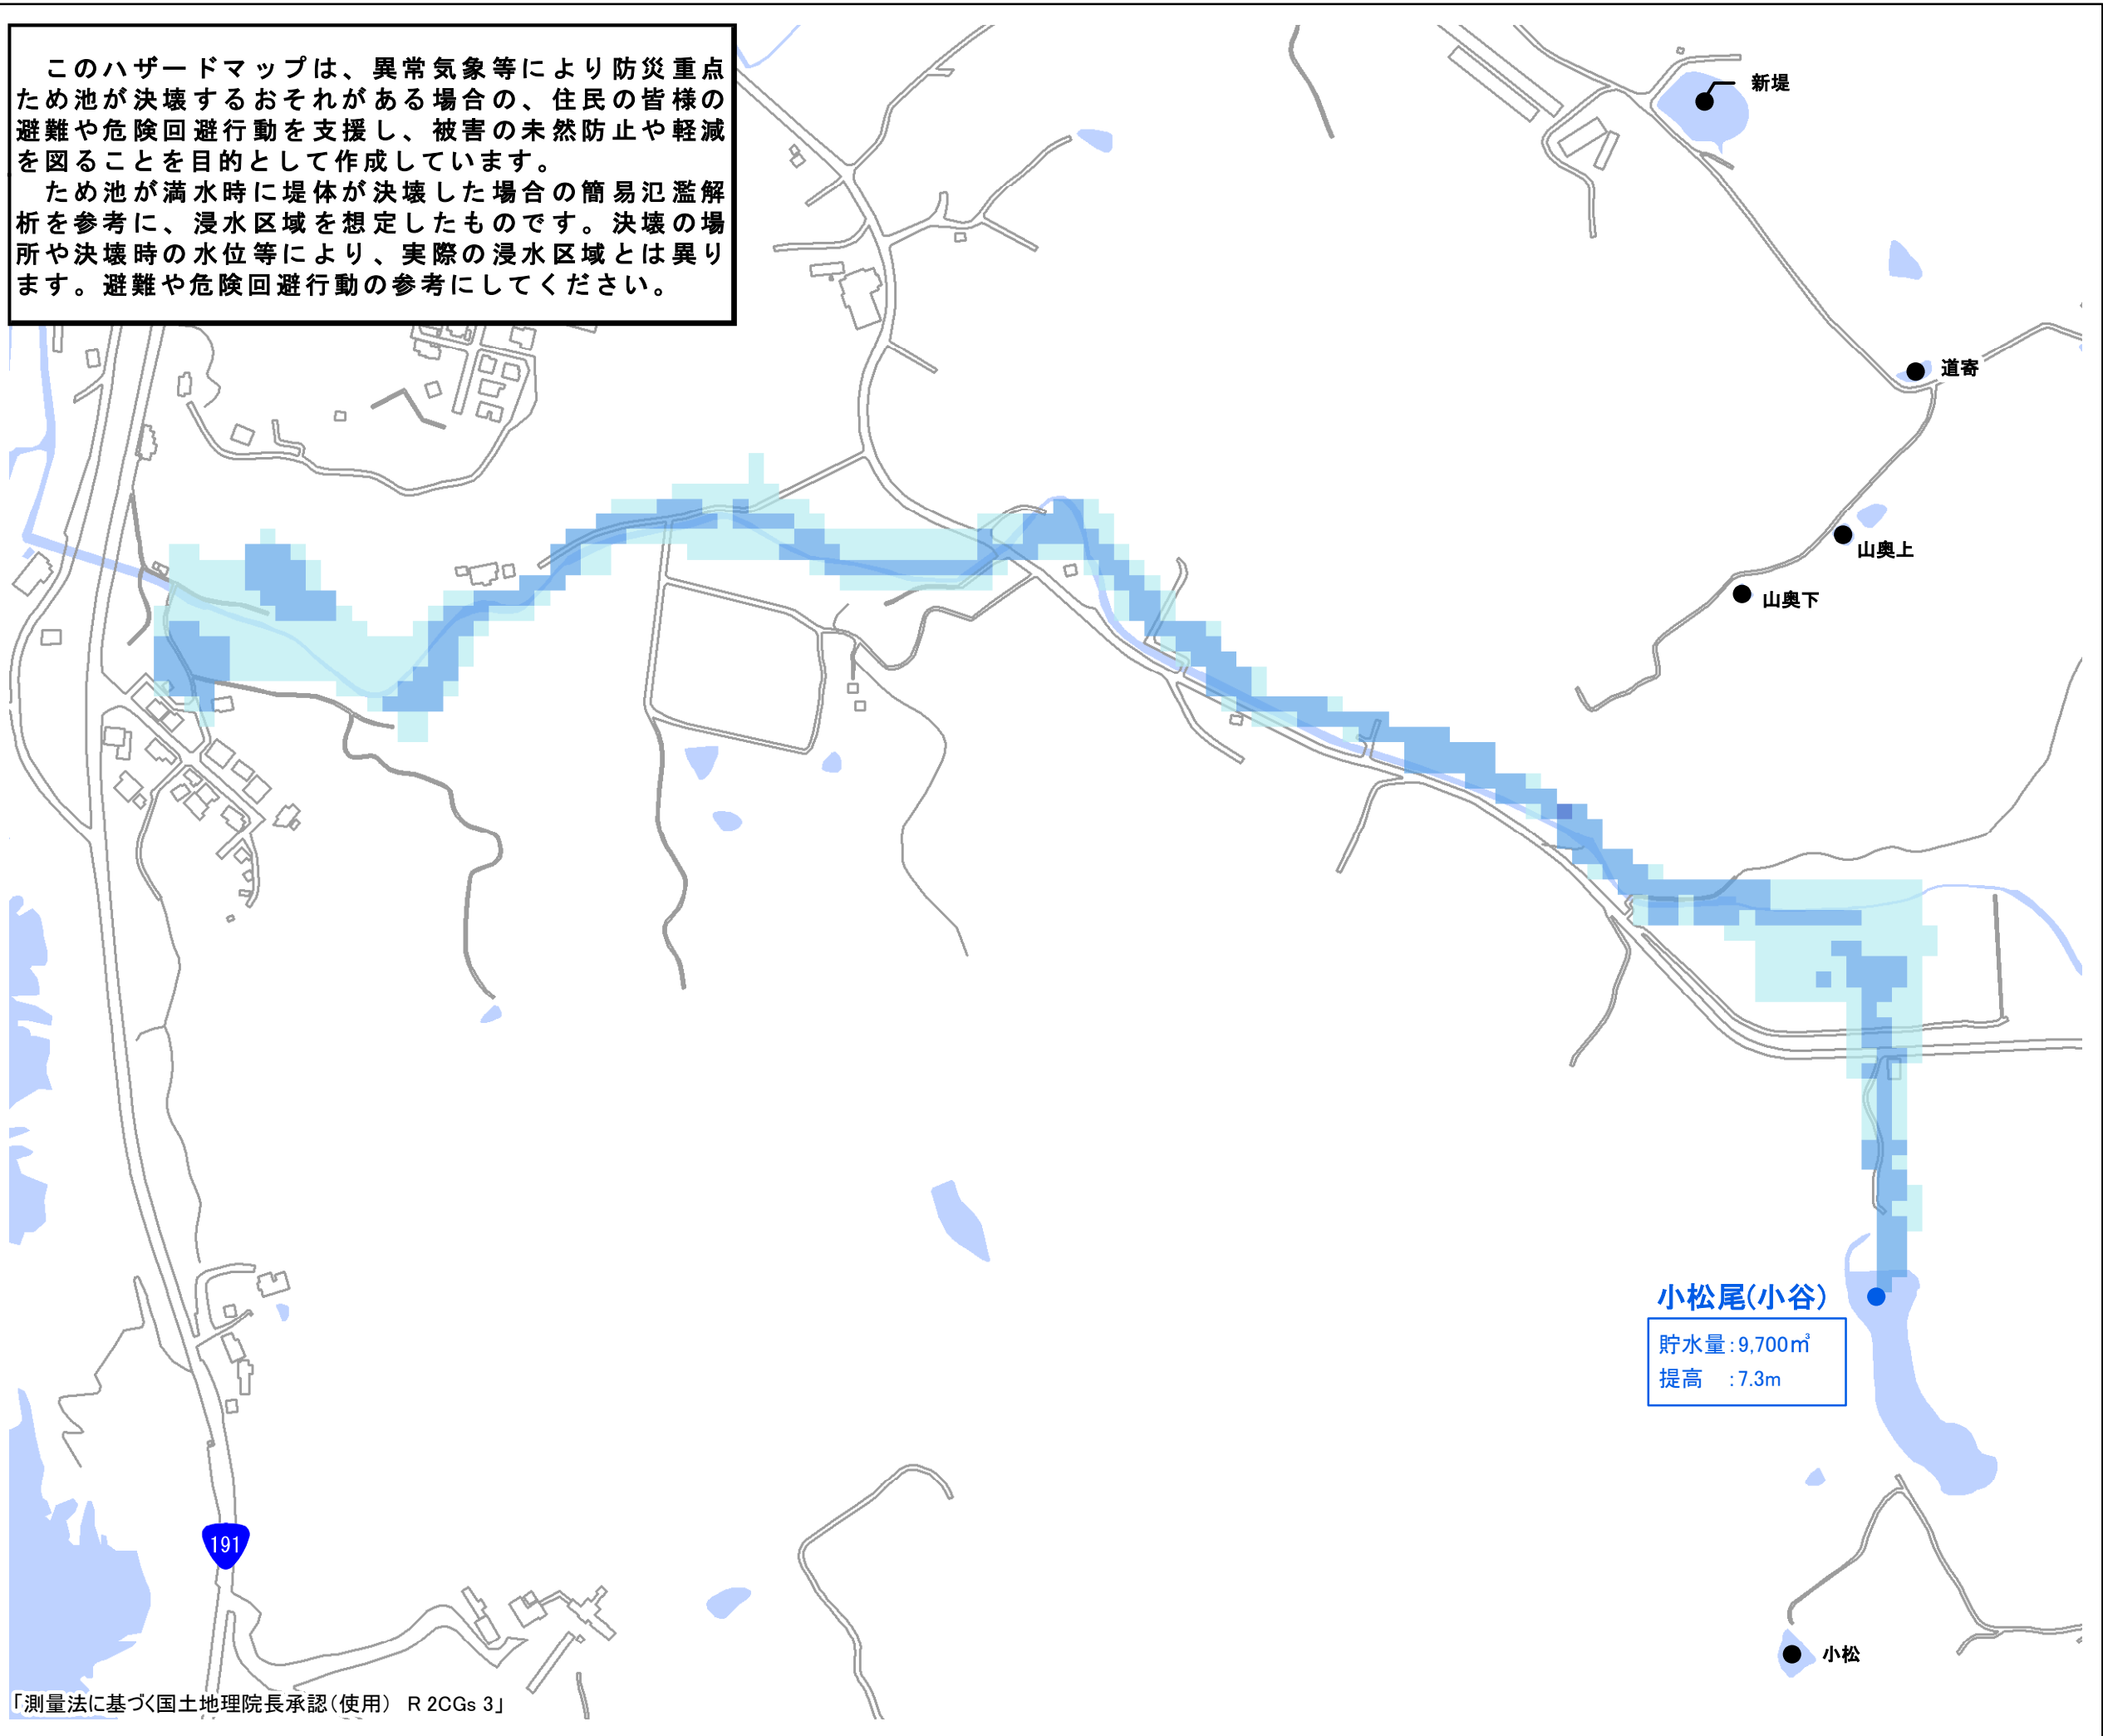 このハザードマップは、異常気象等により防災重点
ため池が決壊するおそれがある場合の、住民の皆様の
避難や危険回避行動を支援し、被害の未然防止や軽減
を図ることを目的として作成しています。
ため池が満水時に堤体が決壊した場合の簡易氾濫解
析を参考に、浸水区域を想定したものです。決壊の場
所や決壊時の水位等により、実際の浸水区域とは異り
ます。避難や危険回避行動の参考にしてください。
新堤
道寄
山奥上
山奥下
小松尾(小谷)
貯水量:9,700㎥
提高 :7.3m
191
小松
「測量法に基づく国土地理院長承認(使用) R 2CGs 3」